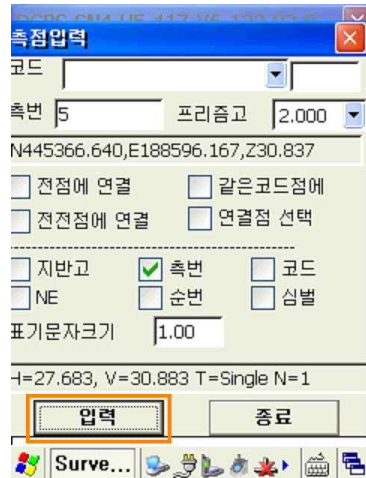 측점입력
코드
측번 5 프리즘고 2.000
N445366.640,E188596.167,Z30.837
전점에 연결 같은코드점에
전전점에 연결 연결점 선택
지반고 측번 코드
NE 순번 심벌
표기문자크기 1.00
H=27.683, V=30.883 T=Single N=1
입력 종료
Surve...